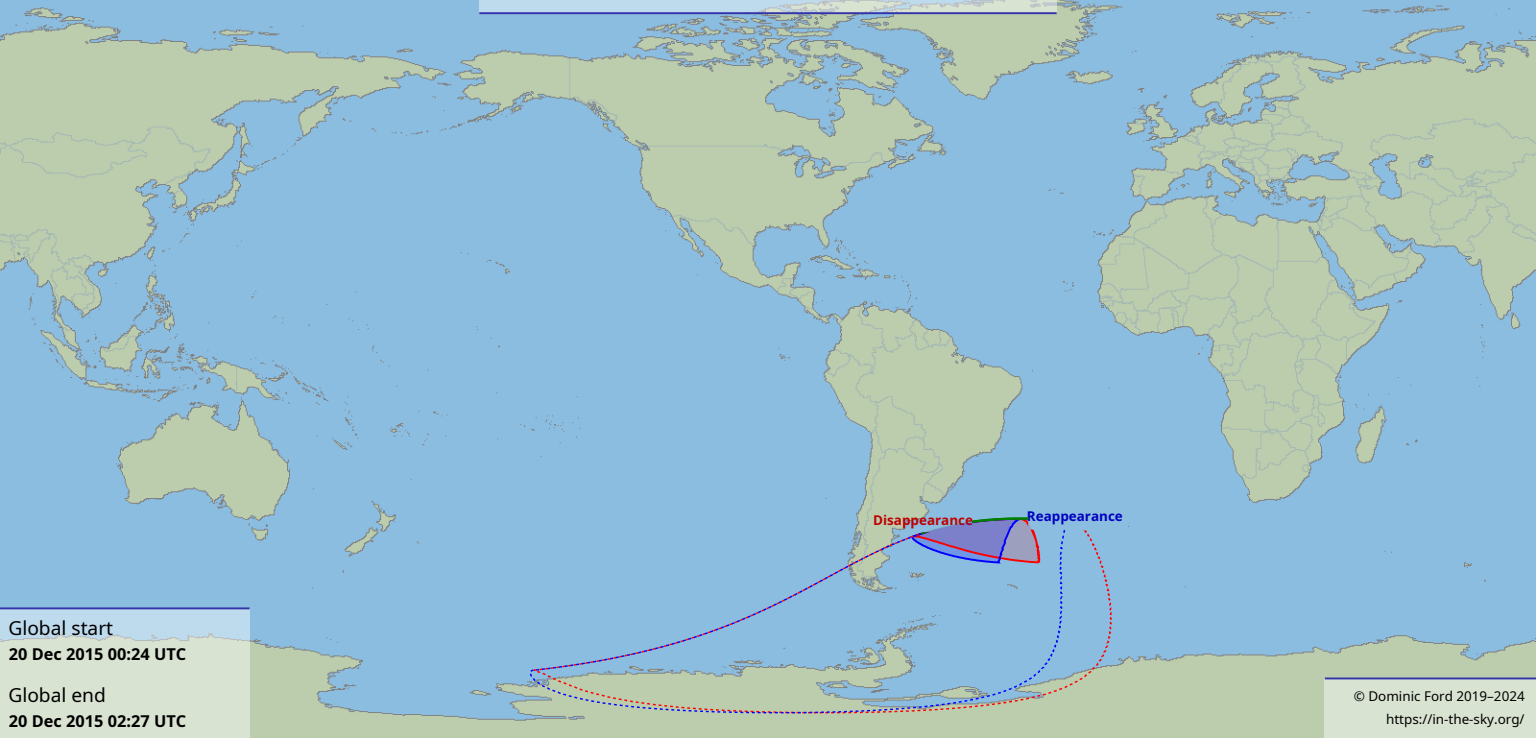 Disappearance
Reappearance
Global start
20 Dec 2015 00:24 UTC
Global end
20 Dec 2015 02:27 UTC
© Dominic Ford 2019–2024
https://in-the-sky.org/